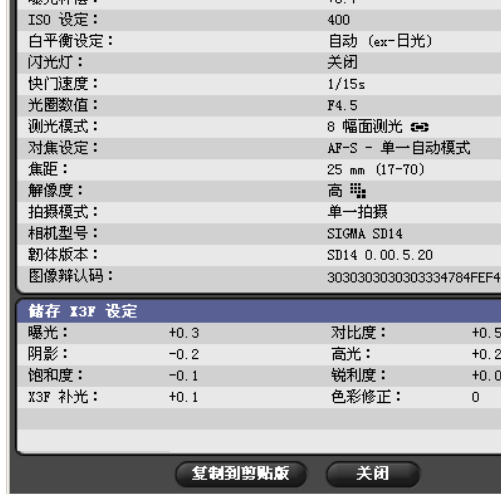 ISO 设定： 400
白平衡设定： 自动 (ex-日光)
闪光灯： 关闭
快门速度： 1/15s
光圈数值： F4.5
测光模式： 8 幅面测光
对焦设定： AF-S - 单一自动模式
焦距： 25 mm (17-70)
解像度： 高
拍摄模式： 单一拍摄
相机型号： SIGMA SD14
韧体版本： SD14 0.00.5.20
图像辩认码： 3030303030303334784FEF4
储存 X3F 设定
曝光： +0.3 对比度： +0.5
阴影： -0.2 高光： +0.2
饱和度： -0.1 锐利度： +0.0
X3F 补光： +0.1 色彩修正： 0
复制到剪贴版 关闭